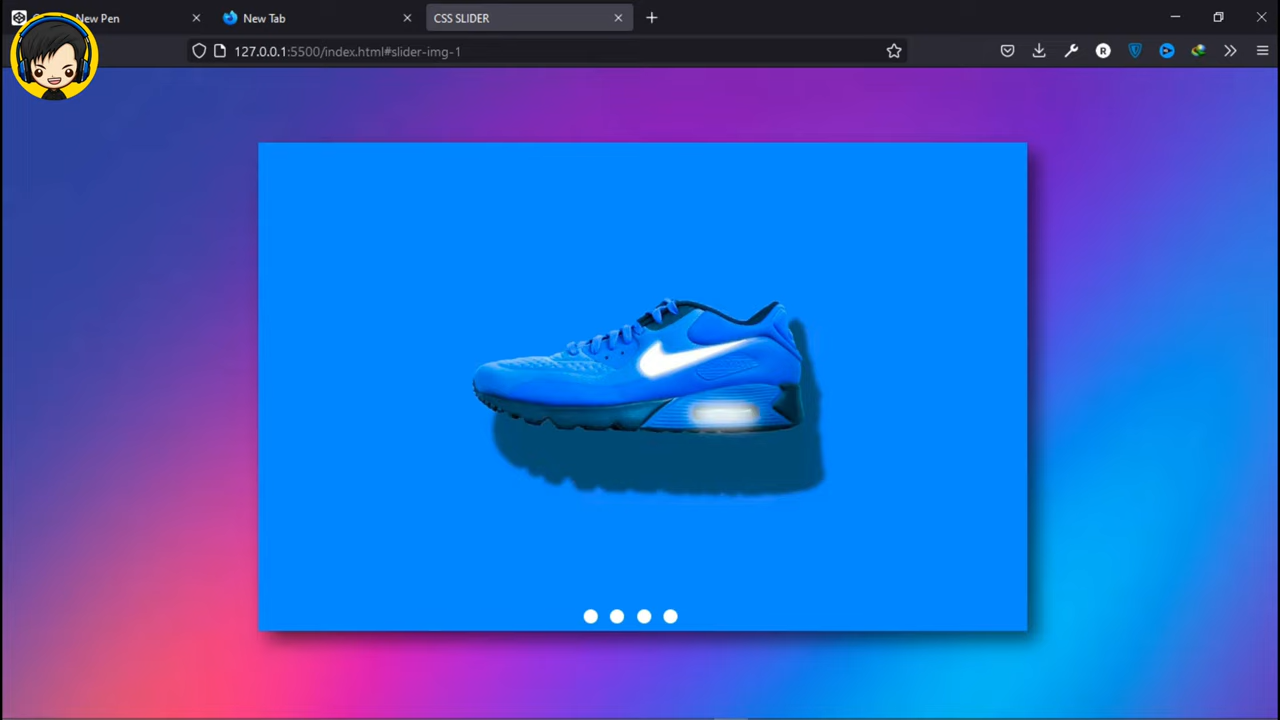 New Pen
New Tab
CSS SLIDER
127.0.0.1:5500/index.html#slider-img-1
R